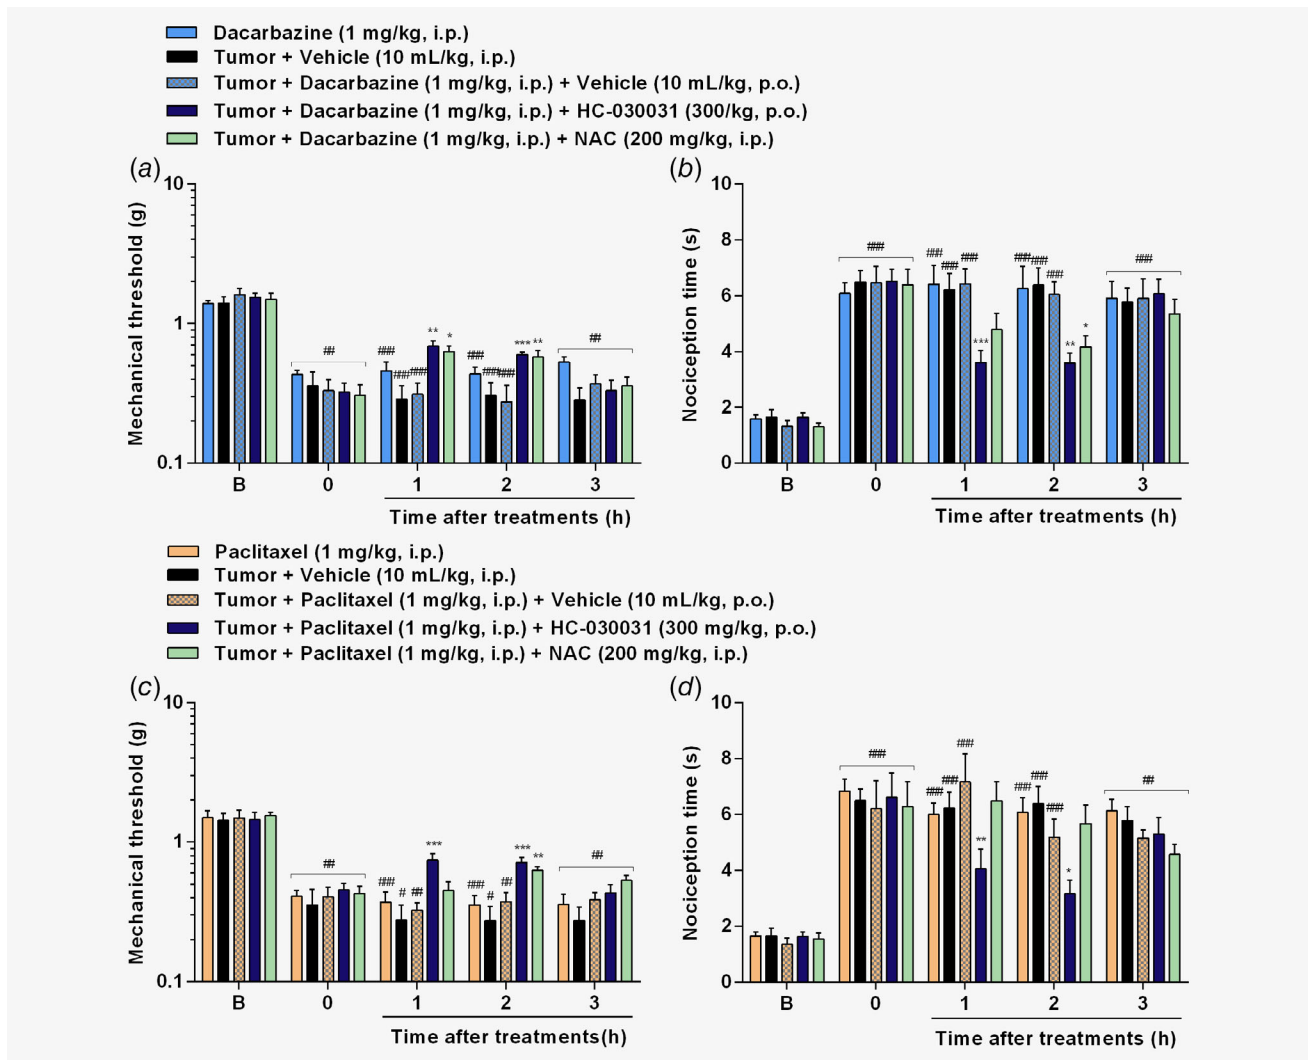 Dacarbazine (1 mg/kg, i.p.)
Tumor + Vehicle (10 mL/kg, i.p.)
Tumor + Dacarbazine (1 mg/kg, i.p.) + Vehicle (10 mL/kg, p.o.)
Tumor + Dacarbazine (1 mg/kg, i.p.) + HC-030031 (300/kg, p.o.)
Tumor + Dacarbazine (1 mg/kg, i.p.) + NAC (200 mg/kg, i.p.)
(a)
Mechanical threshold (g)
10
1
0.1
##
###
###
###
**
*
###
###
###
***
**
##
B 0 1 2 3
Time after treatments (h)
(b)
Nociception time (s)
10
8
6
4
2
0
###
###
###
###
***
###
###
###
**
*
###
B 0 1 2 3
Time after treatments (h)
Paclitaxel (1 mg/kg, i.p.)
Tumor + Vehicle (10 mL/kg, i.p.)
Tumor + Paclitaxel (1 mg/kg, i.p.) + Vehicle (10 mL/kg, p.o.)
Tumor + Paclitaxel (1 mg/kg, i.p.) + HC-030031 (300 mg/kg, p.o.)
Tumor + Paclitaxel (1 mg/kg, i.p.) + NAC (200 mg/kg, i.p.)
(c)
Mechanical threshold (g)
10
1
0.1
##
###
#
##
***
###
#
##
***
**
##
B 0 1 2 3
Time after treatments(h)
(d)
Nociception time (s)
10
8
6
4
2
0
###
###
###
###
**
###
###
###
*
##
B 0 1 2 3
Time after treatments (h)